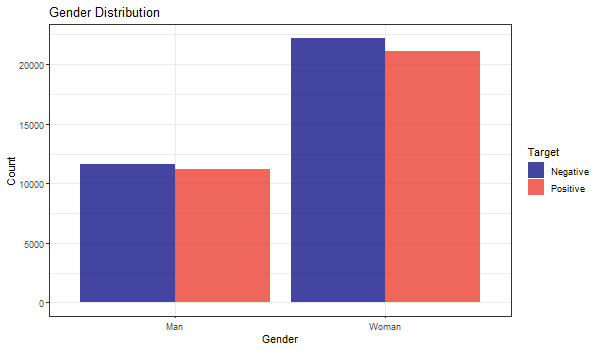 Gender Distribution
20000
15000
10000
5000
0
Count
Man
Woman
Gender
Target
Negative
Positive